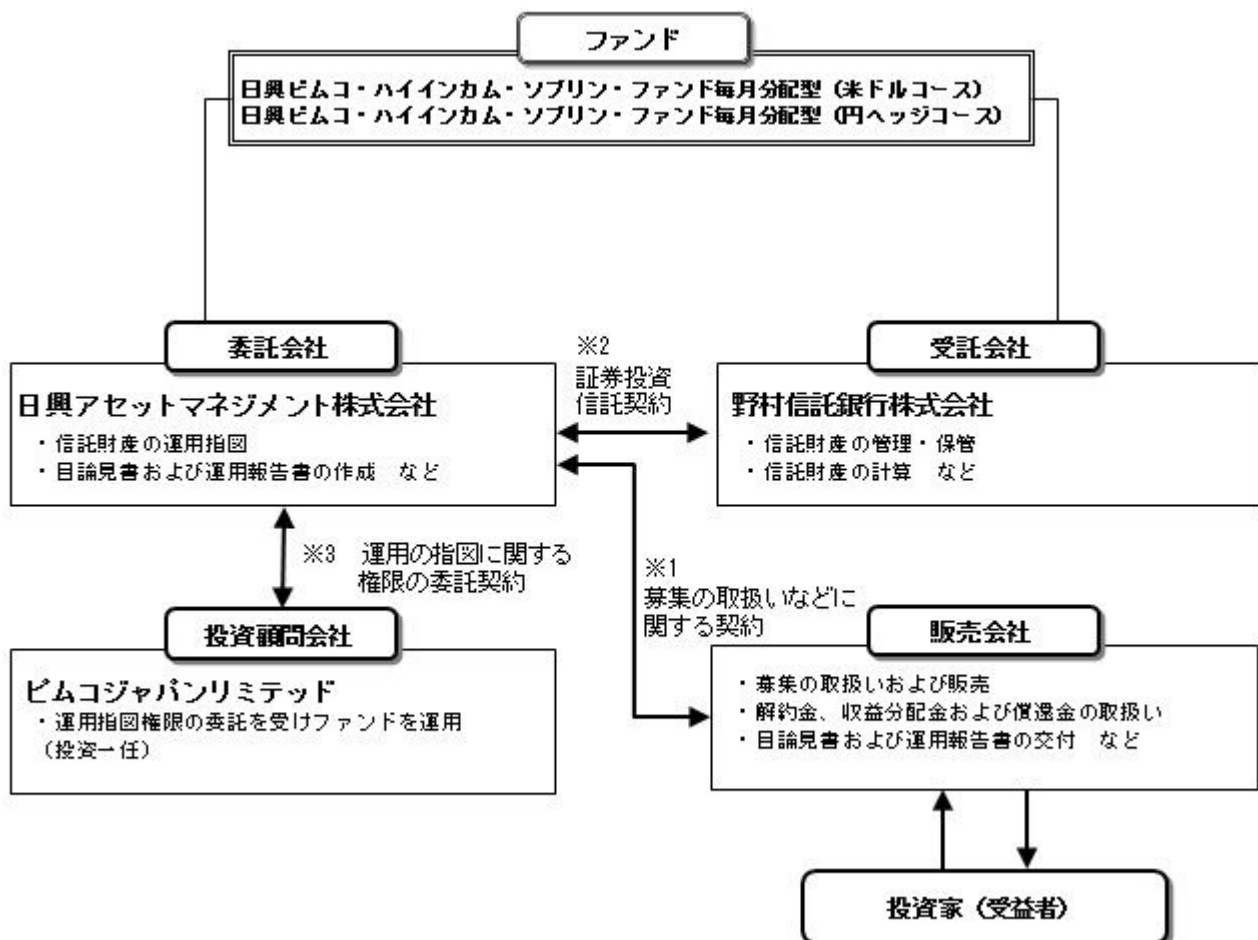 ファンド
日興ピムコ・ハイインカム・ソブリン・ファンド毎月分配型（米ドルコース）
日興ピムコ・ハイインカム・ソブリン・ファンド毎月分配型（円ヘッジコース）
委託会社
日興アセットマネジメント株式会社
・信託財産の運用指図
・目論見書および運用報告書の作成　など
※2
証券投資
信託契約
受託会社
野村信託銀行株式会社
・信託財産の管理・保管
・信託財産の計算　など
※3　運用の指図に関する
権限の委託契約
※1
募集の取扱いなどに
関する契約
投資顧問会社
ピムコジャパンリミテッド
・運用指図権限の委託を受けファンドを運用
（投資一任）
販売会社
・募集の取扱いおよび販売
・解約金、収益分配金および償還金の取扱い
・目論見書および運用報告書の交付　など
投資家（受益者）